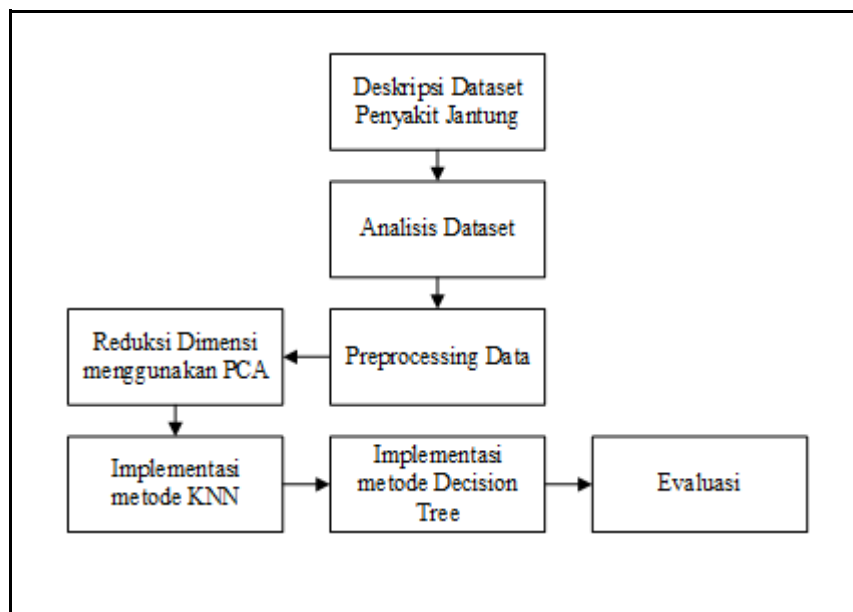 Deskripsi Dataset
Penyakit Jantung
Analisis Dataset
Preprocessing Data
Reduksi Dimensi
menggunakan PCA
Implementasi
metode KNN
Implementasi
metode Decision
Tree
Evaluasi